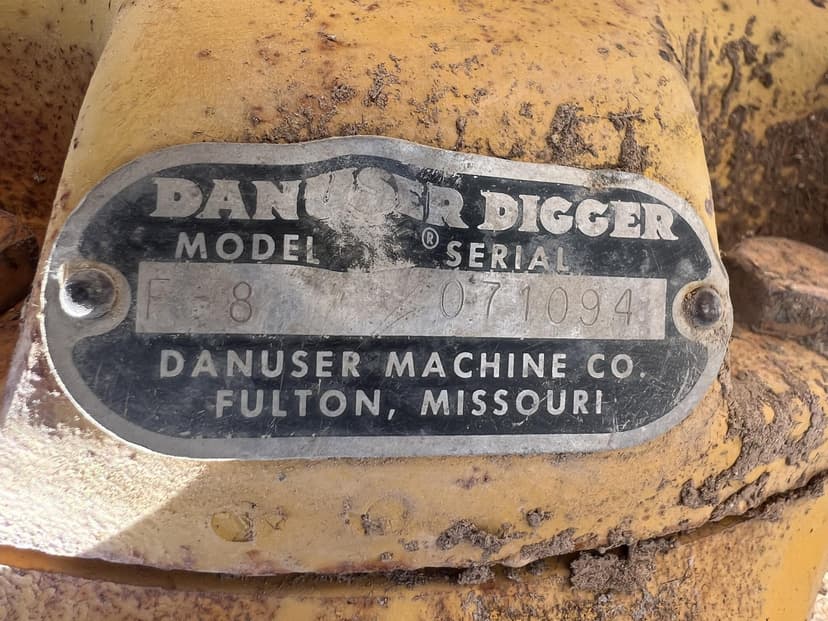 DANUSER DIGGER
MODEL ® SERIAL
F-8 071094
DANUSER MACHINE CO.
FULTON, MISSOURI